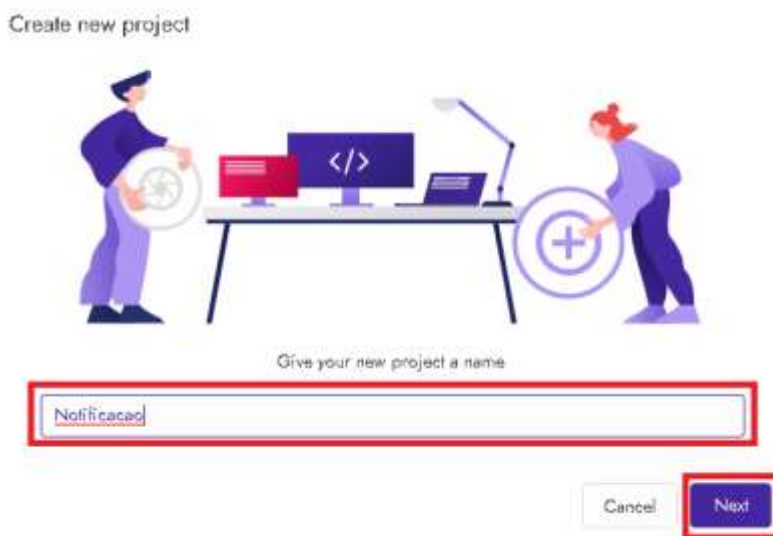 Create new project
</>
Give your new project a name
Notificacao
Cancel
Next